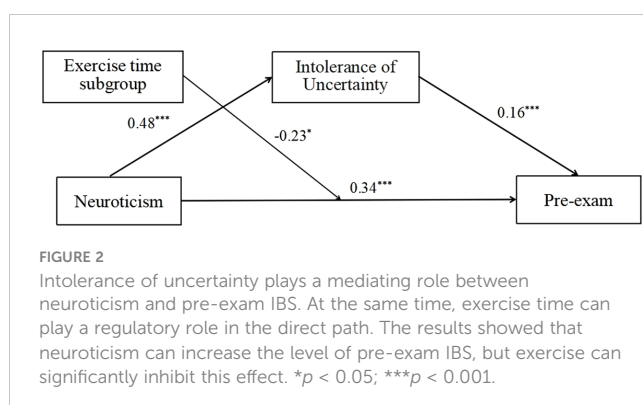 Exercise time
subgroup
Intolerance of
Uncertainty
0.48***
-0.23*
0.16***
0.34***
Neuroticism
Pre-exam
FIGURE 2
Intolerance of uncertainty plays a mediating role between
neuroticism and pre-exam IBS. At the same time, exercise time can
play a regulatory role in the direct path. The results showed that
neuroticism can increase the level of pre-exam IBS, but exercise can
significantly inhibit this effect. *p < 0.05; ***p < 0.001.